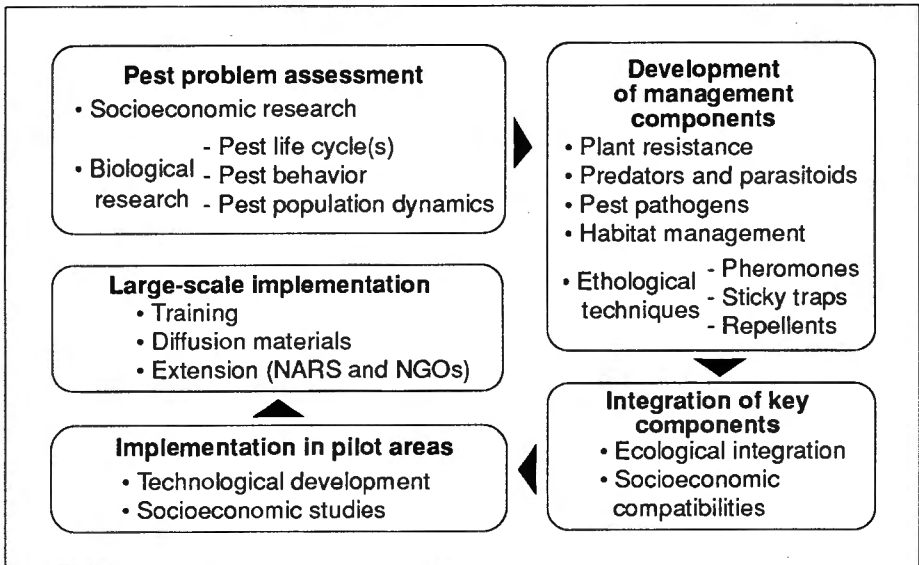 Pest problem assessment
• Socioeconomic research
• Biological research
- Pest life cycle(s)
- Pest behavior
- Pest population dynamics
Development
of management
components
• Plant resistance
• Predators and parasitoids
• Pest pathogens
• Habitat management
• Ethological techniques
- Pheromones
- Sticky traps
- Repellents
Integration of key
components
• Ecological integration
• Socioeconomic
compatibilities
Implementation in pilot areas
• Technological development
• Socioeconomic studies
Large-scale implementation
• Training
• Diffusion materials
• Extension (NARS and NGOs)